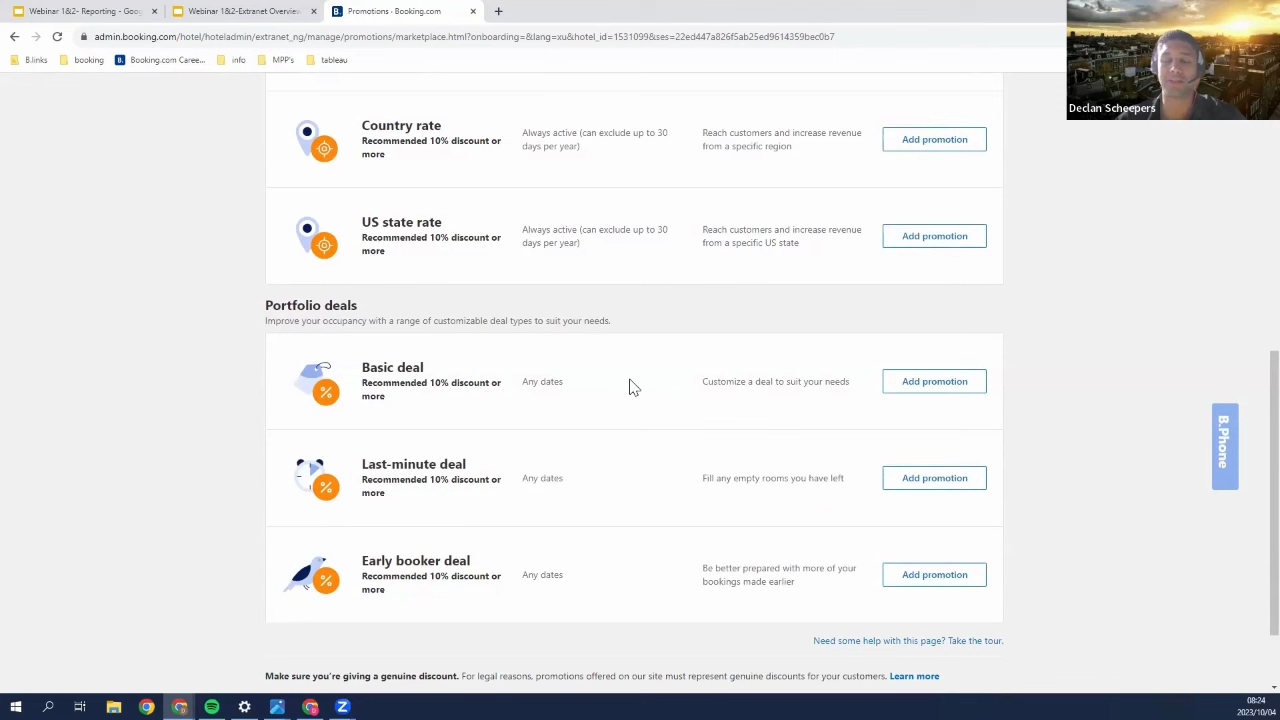 Webinar 1&2- Reporting - Goo
Webinar 1&2-Extranet Overview
B. Promotions - Booking.com
admin.booking.com/hotel/hoteladmin/extranet_ng/manage/promotions/marketplace.html?onboarding=&lang=xu&hotel_id=1531099&ses=22ed447a826f5ab25ed9614359bec0b7
B.links
booking
B. Booking.com Caree...
info
MPP's
tableau
Declan Scheepers
Country rate
Recommended 10% discount or
more
Always active (can exclude up to 30
days per year)
Reach customers and increase revenue
from a specific region
Add promotion
US state rate
Recommended 10% discount or
more
Always active (can exclude up to 30
days per year)
Reach customers and increase revenue
from a specific US state
Add promotion
Portfolio deals
Improve your occupancy with a range of customizable deal types to suit your needs.
Basic deal
Recommended 10% discount or
more
Any dates
Customize a deal to suit your needs
Add promotion
Last-minute deal
Recommended 10% discount or
more
Any dates
Fill any empty rooms you have left
Add promotion
Early booker deal
Recommended 10% discount or
more
Any dates
Be better prepared with more of your
bookings made earlier
Add promotion
B.Phone
Need some help with this page? Take the tour.
Make sure you're giving a genuine discount. For legal reasons, promotions offered on our site must represent genuine discounts for your customers. Learn more
08:24
2023/10/04